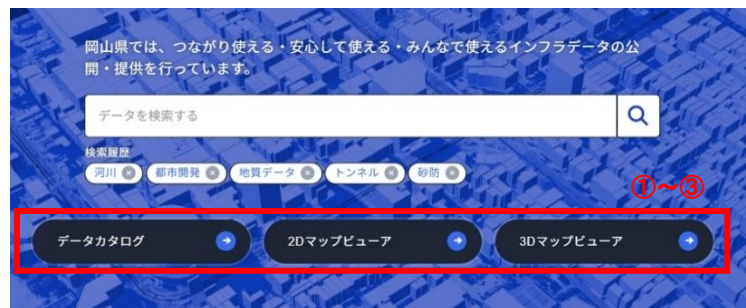 岡山県では、つながり使える・安心して使える・みんなで使えるインフラデータの公
開・提供を行っています。
データを検索する
検索履歴
河川 都市開発 地質データ トンネル 砂防
①～③
データカタログ 2Dマップビューア 3Dマップビューア